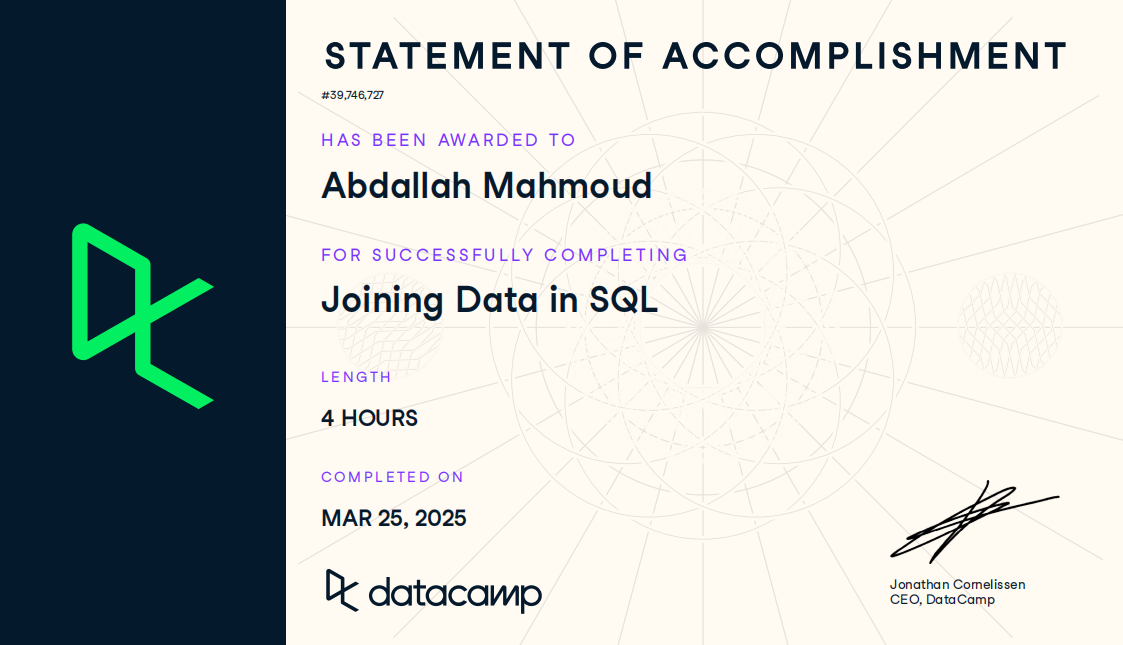 STATEMENT OF ACCOMPLISHMENT
#39,746,727
HAS BEEN AWARDED TO
Abdallah Mahmoud
FOR SUCCESSFULLY COMPLETING
Joining Data in SQL
LENGTH
4 HOURS
COMPLETED ON
MAR 25, 2025
datacamp
Jonathan Cornelissen
CEO, DataCamp